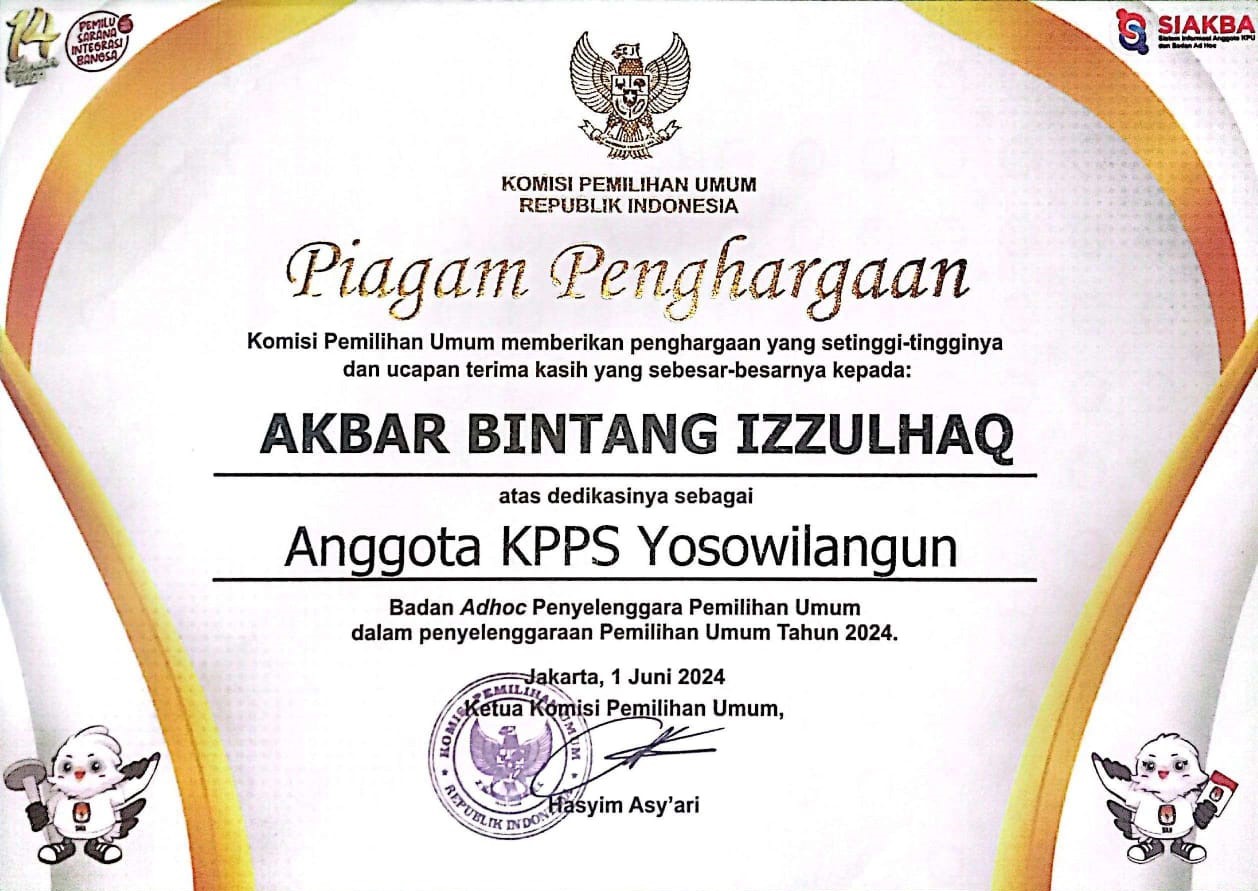 14
PEMILU
SARANA
INTEGRASI
BANGSA
SIAKBA
Sistem Informasi Anggota KPU
dan Badan Ad Hoc
KOMISI PEMILIHAN UMUM
REPUBLIK INDONESIA
Piagam Penghargaan
Komisi Pemilihan Umum memberikan penghargaan yang setinggi-tingginya
dan ucapan terima kasih yang sebesar-besarnya kepada:
AKBAR BINTANG IZZULHAQ
atas dedikasinya sebagai
Anggota KPPS Yosowilangun
Badan Adhoc Penyelenggara Pemilihan Umum
dalam penyelenggaraan Pemilihan Umum Tahun 2024.
Jakarta, 1 Juni 2024
Ketua Komisi Pemilihan Umum,
KOMISI PEMILIHAN UMUM
REPUBLIK INDONESIA
Hasyim Asy'ari